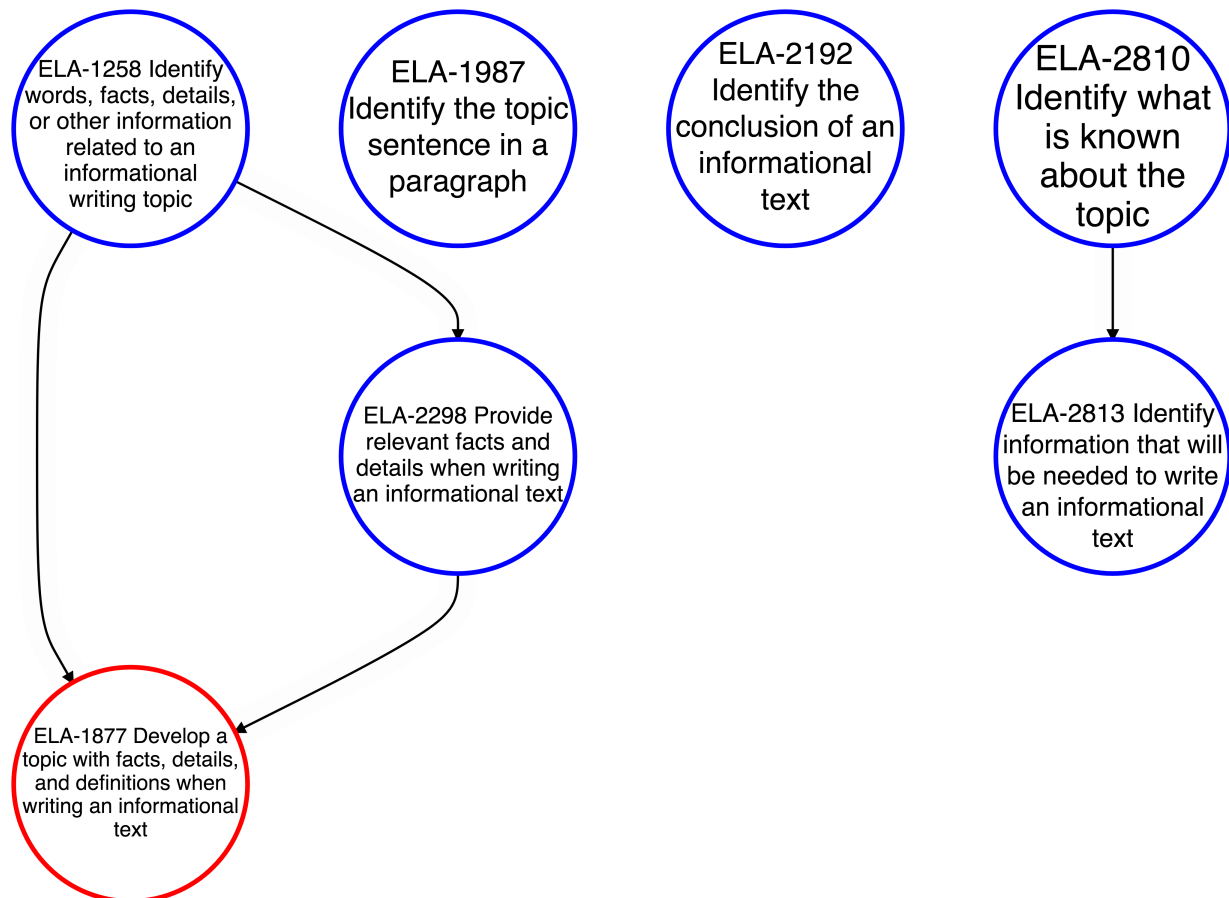 ELA-1258 Identify
words, facts, details,
or other information
related to an
informational
writing topic
ELA-1987
Identify the topic
sentence in a
paragraph
ELA-2192
Identify the
conclusion of an
informational
text
ELA-2810
Identify what
is known
about the
topic
ELA-2298 Provide
relevant facts and
details when writing
an informational text
ELA-2813 Identify
information that will
be needed to write
an informational
text
ELA-1877 Develop a
topic with facts, details,
and definitions when
writing an informational
text